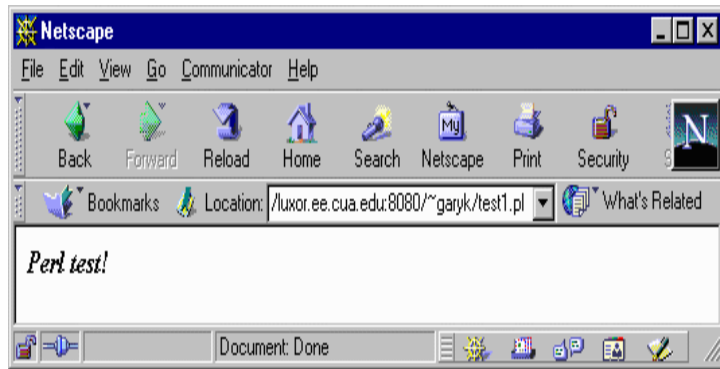 Netscape
File Edit View Go Communicator Help
My
N
Back Forward Reload Home Search Netscape Print Security
Bookmarks Location: /luxor.ee.cua.edu:8080/~garyk/test1.pl What's Related
Perl test!
Document: Done